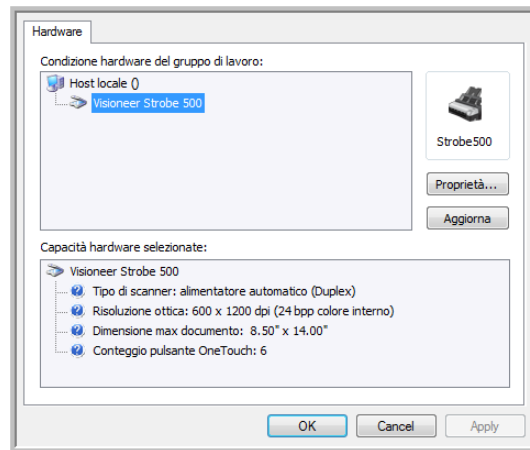 Hardware
Condizione hardware del gruppo di lavoro:
Host locale ()
Visioneer Strobe 500
Strobe500
Proprietà...
Aggiorna
Capacità hardware selezionate:
Visioneer Strobe 500
Tipo di scanner: alimentatore automatico (Duplex)
Risoluzione ottica: 600 x 1200 dpi (24 bpp colore interno)
Dimensione max documento: 8.50" x 14.00"
Conteggio pulsante OneTouch: 6
OK Cancel Apply